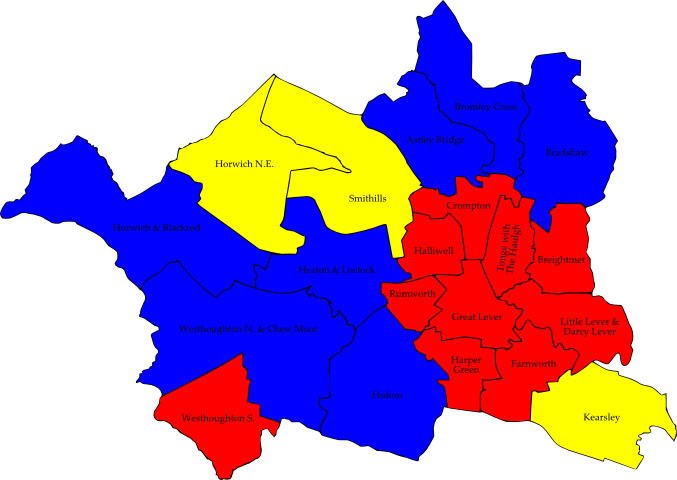 Bromley Cross
Astley Bridge
Bradshaw
Horwich N.E.
Smithills
Crompton
Horwich & Blackrod
Halliwell
Tonge with
The Haulgh
Breightmet
Heaton & Lostock
Rumworth
Great Lever
Little Lever &
Darcy Lever
Westhoughton N. & Chew Moor
Harper
Green
Farnworth
Hulton
Westhoughton S.
Kearsley